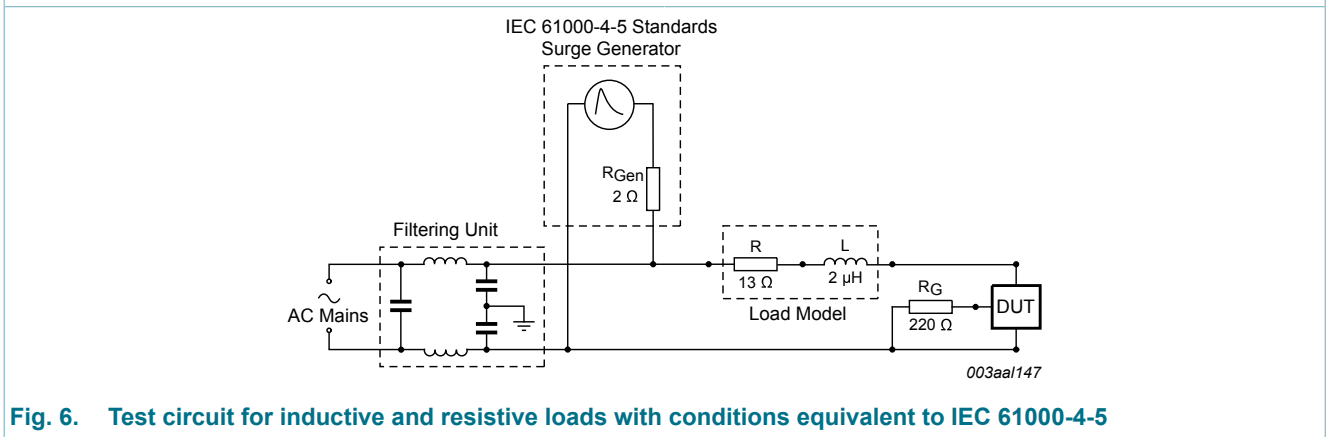 IEC 61000-4-5 Standards
Surge Generator
RGen
2 Ω
Filtering Unit
R
L
13 Ω
2 μH
Load Model
RG
220 Ω
DUT
AC Mains
003aal147
Fig. 6. Test circuit for inductive and resistive loads with conditions equivalent to IEC 61000-4-5